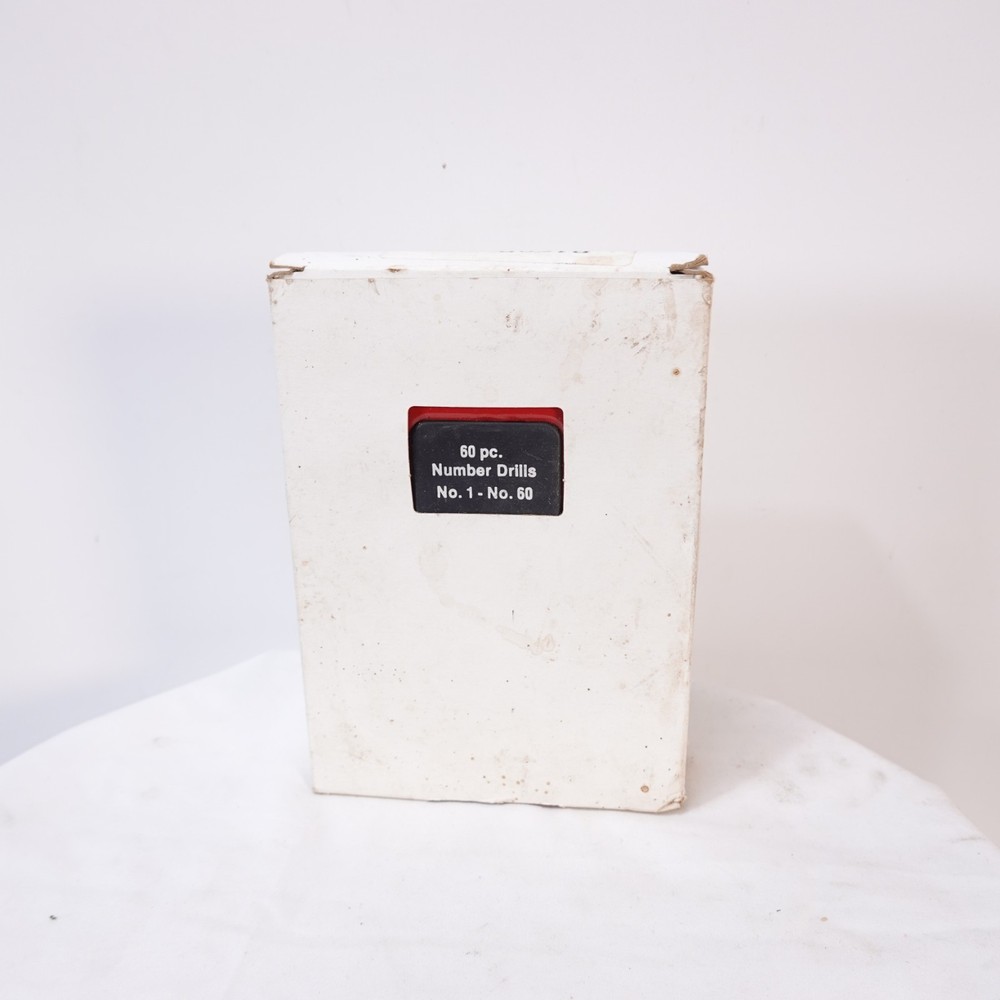 60 pc.
Number Drills
No. 1 - No. 60